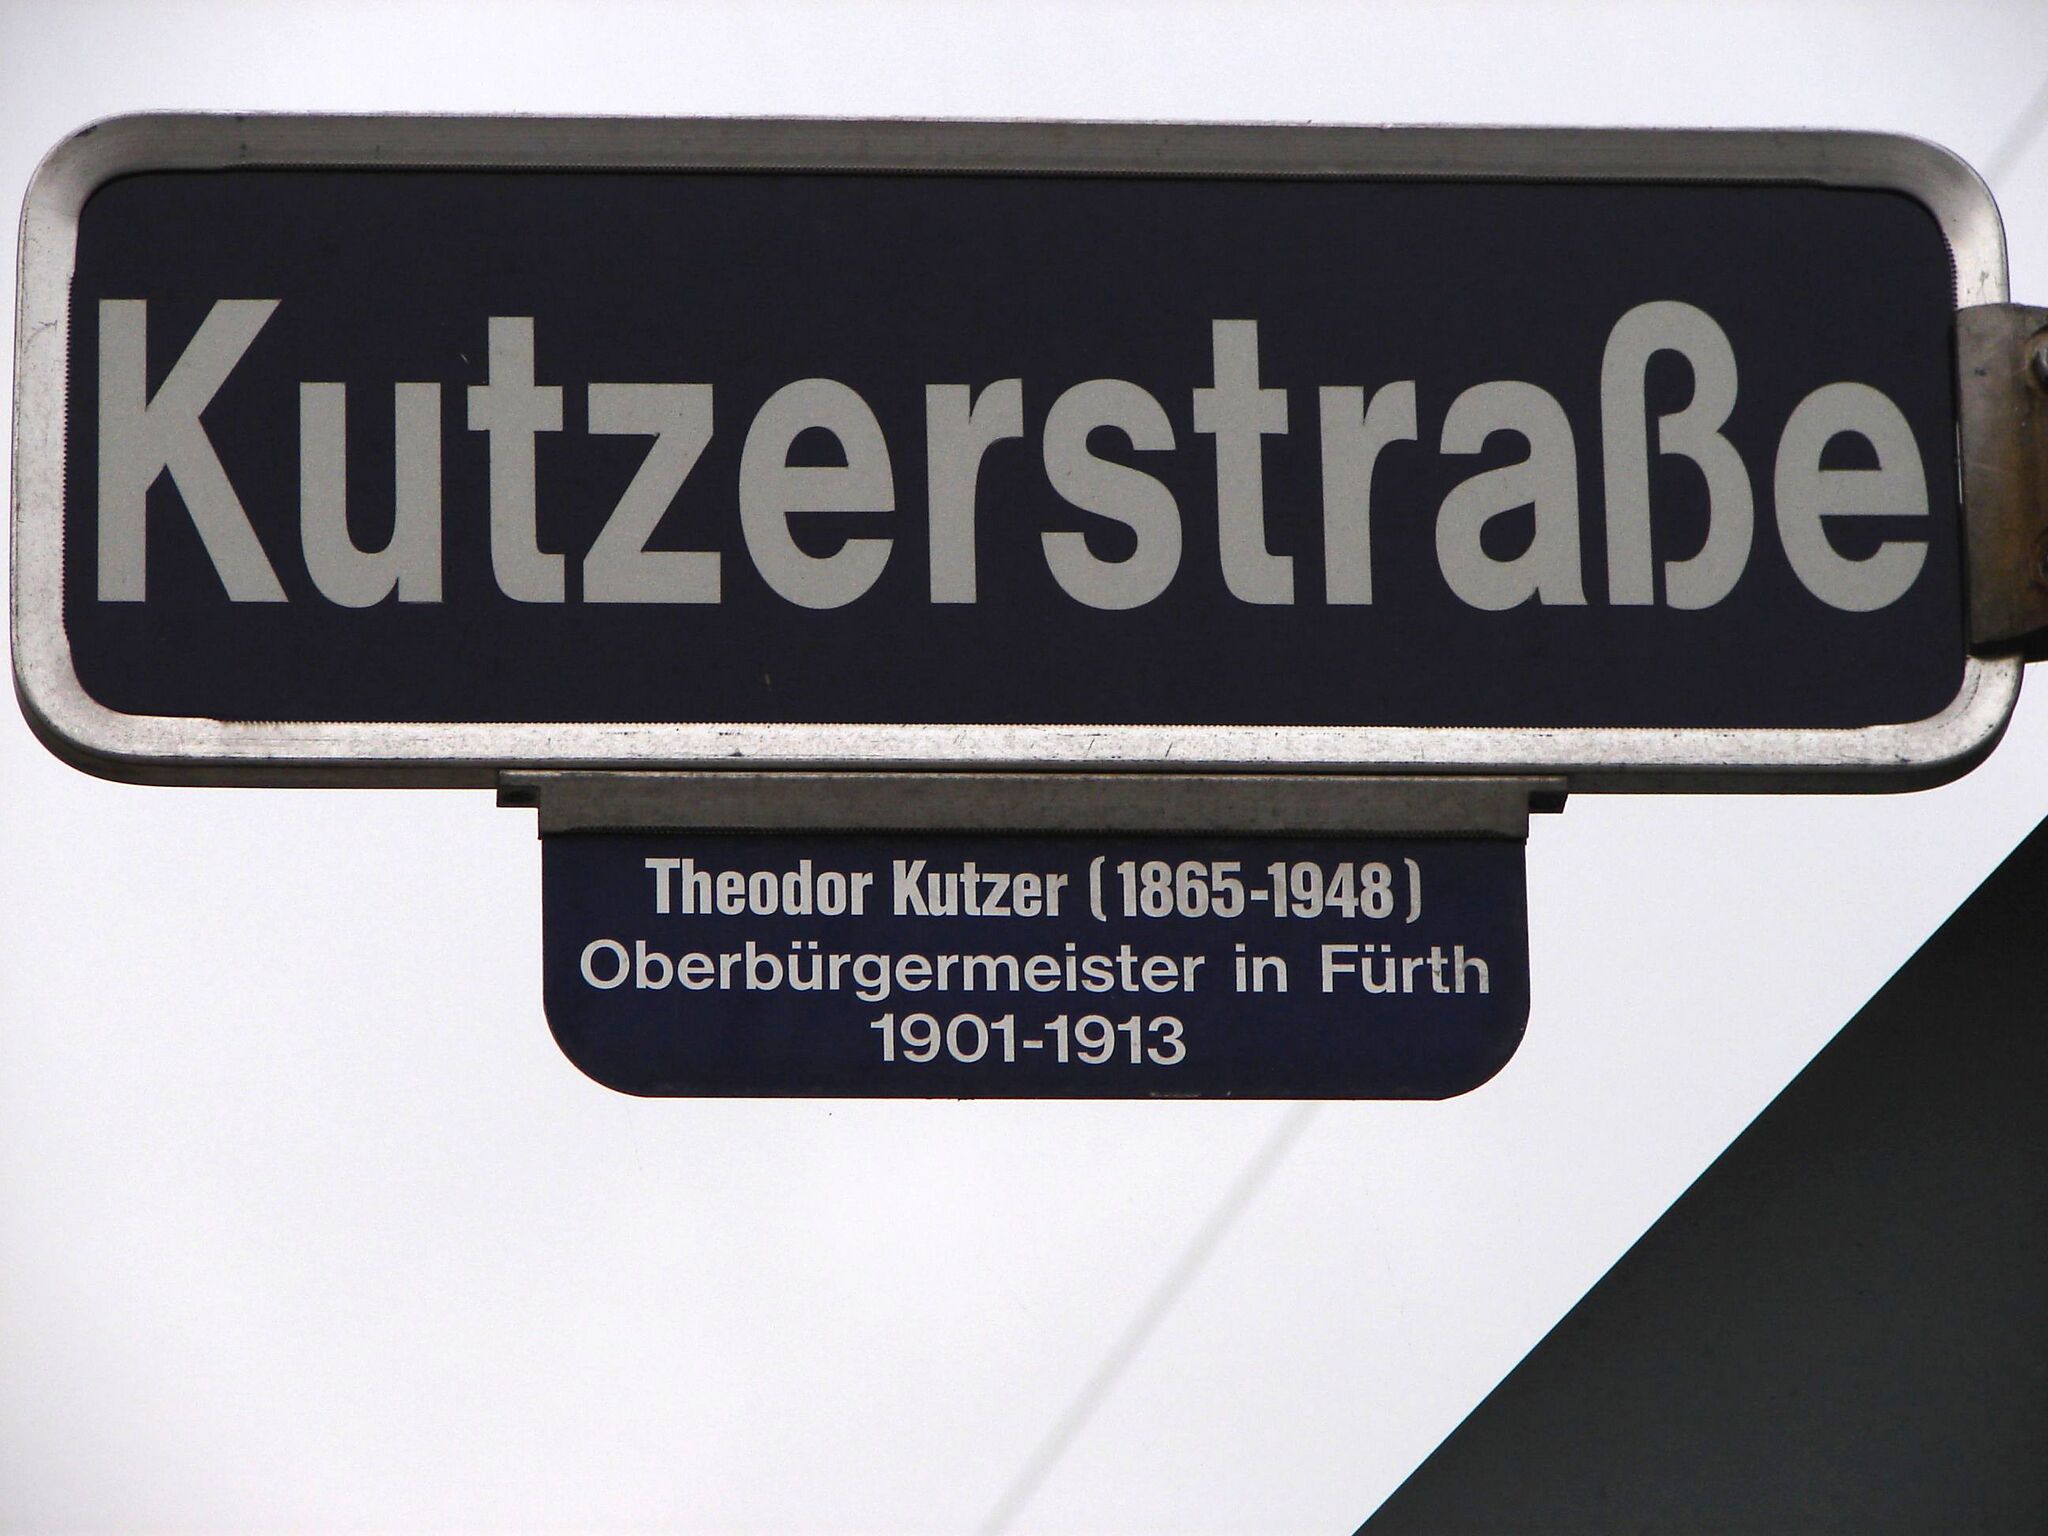 Kutzerstraße
Theodor Kutzer (1865-1948)
Oberbürgermeister in Fürth
1901-1913